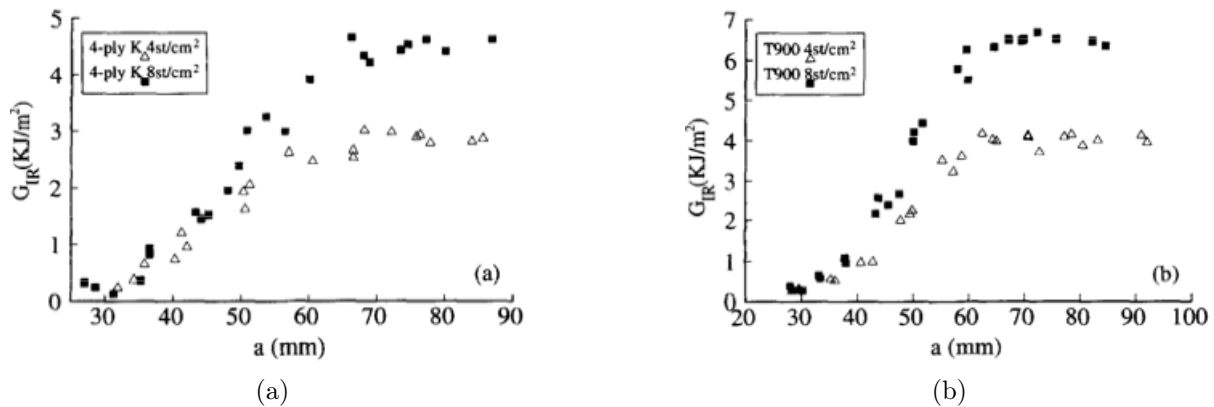 5
4
3
2
1
0
G_IR(KJ/m²)
4-ply K 4st/cm²
4-ply K 8st/cm²
(a)
30 40 50 60 70 80 90
a (mm)
(a)
7
6
5
4
3
2
1
0
G_IR(KJ/m²)
T900 4st/cm²
T900 8st/cm²
(b)
20 30 40 50 60 70 80 90 100
a (mm)
(b)